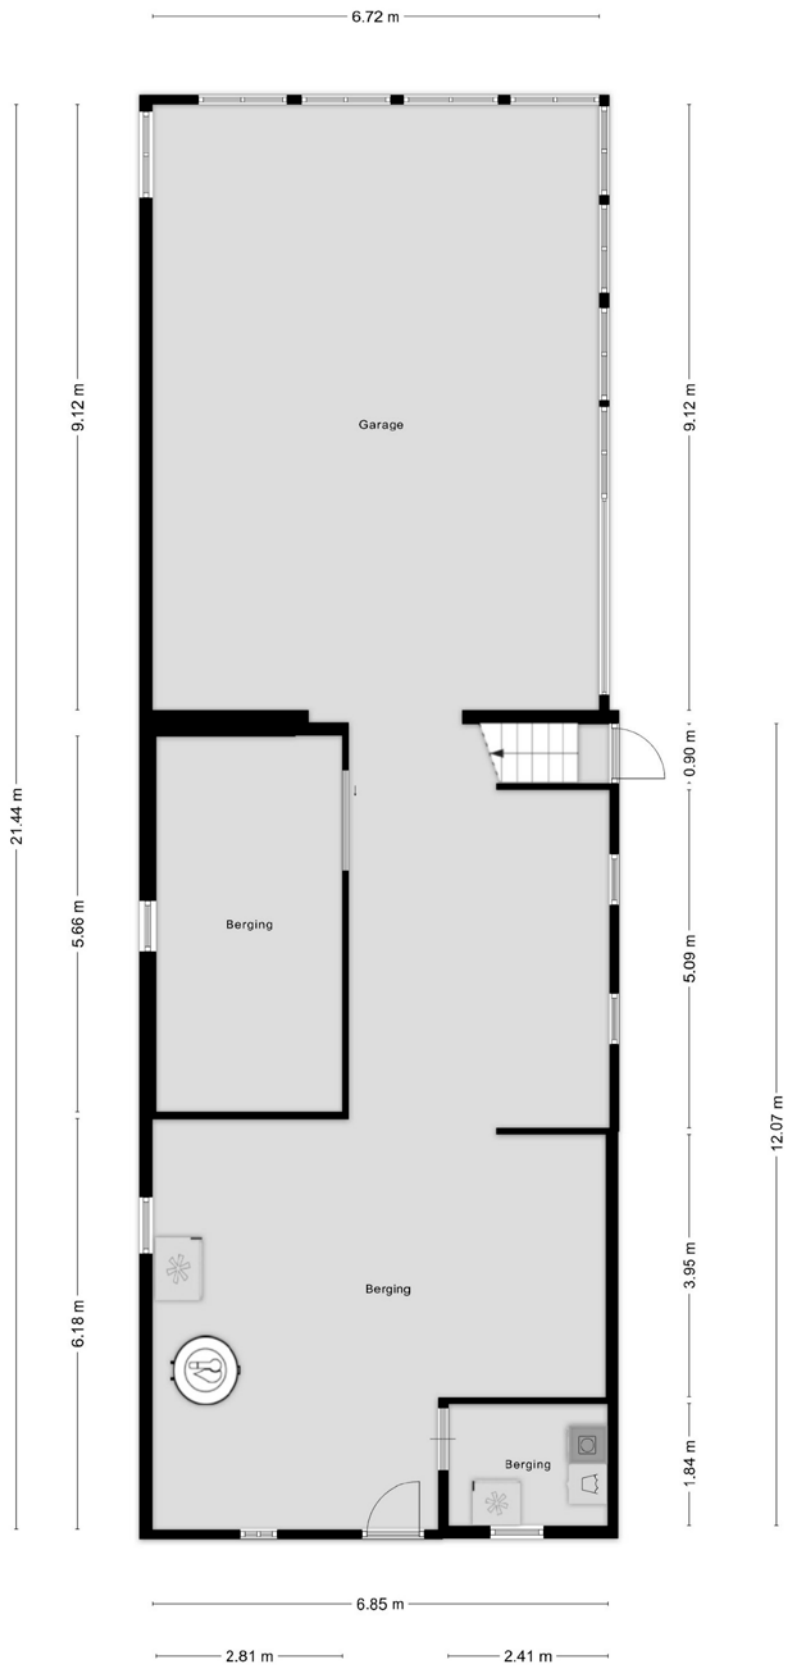 6.72 m
Garage
9.12 m
9.12 m
0.90 m
21.44 m
Berging
5.66 m
5.09 m
12.07 m
Berging
3.95 m
6.18 m
Berging
1.84 m
6.85 m
2.81 m
2.41 m